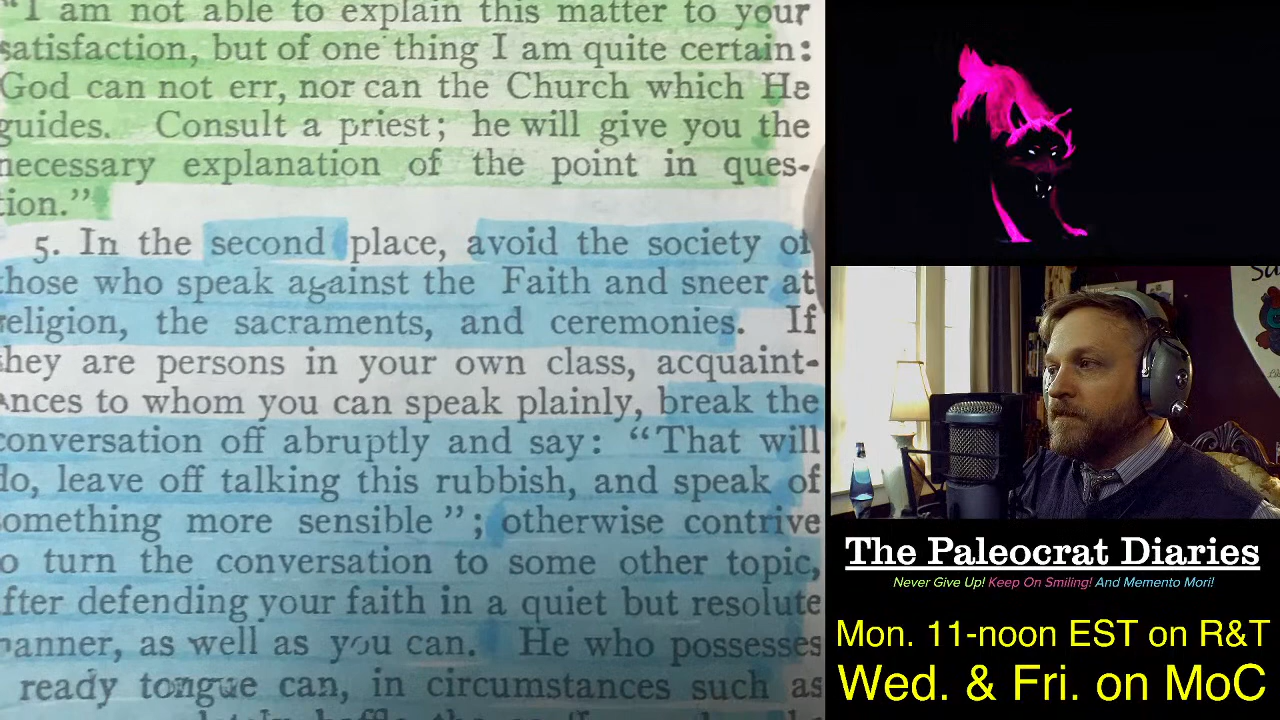 "I am not able to explain this matter to your
satisfaction, but of one thing I am quite certain:
God can not err, nor can the Church which He
guides. Consult a priest; he will give you the
necessary explanation of the point in ques-
tion."
5. In the second place, avoid the society of
those who speak against the Faith and sneer at
religion, the sacraments, and ceremonies. If
they are persons in your own class, acquaint-
ances to whom you can speak plainly, break the
conversation off abruptly and say: "That will
do, leave off talking this rubbish, and speak of
something more sensible"; otherwise contrive
to turn the conversation to some other topic,
after defending your faith in a quiet but resolute
manner, as well as you can. He who possesses
ready tongue can, in circumstances such as
baffle the
The Paleocrat Diaries
Never Give Up! Keep On Smiling! And Memento Mori!
Mon. 11-noon EST on R&T
Wed. & Fri. on MoC